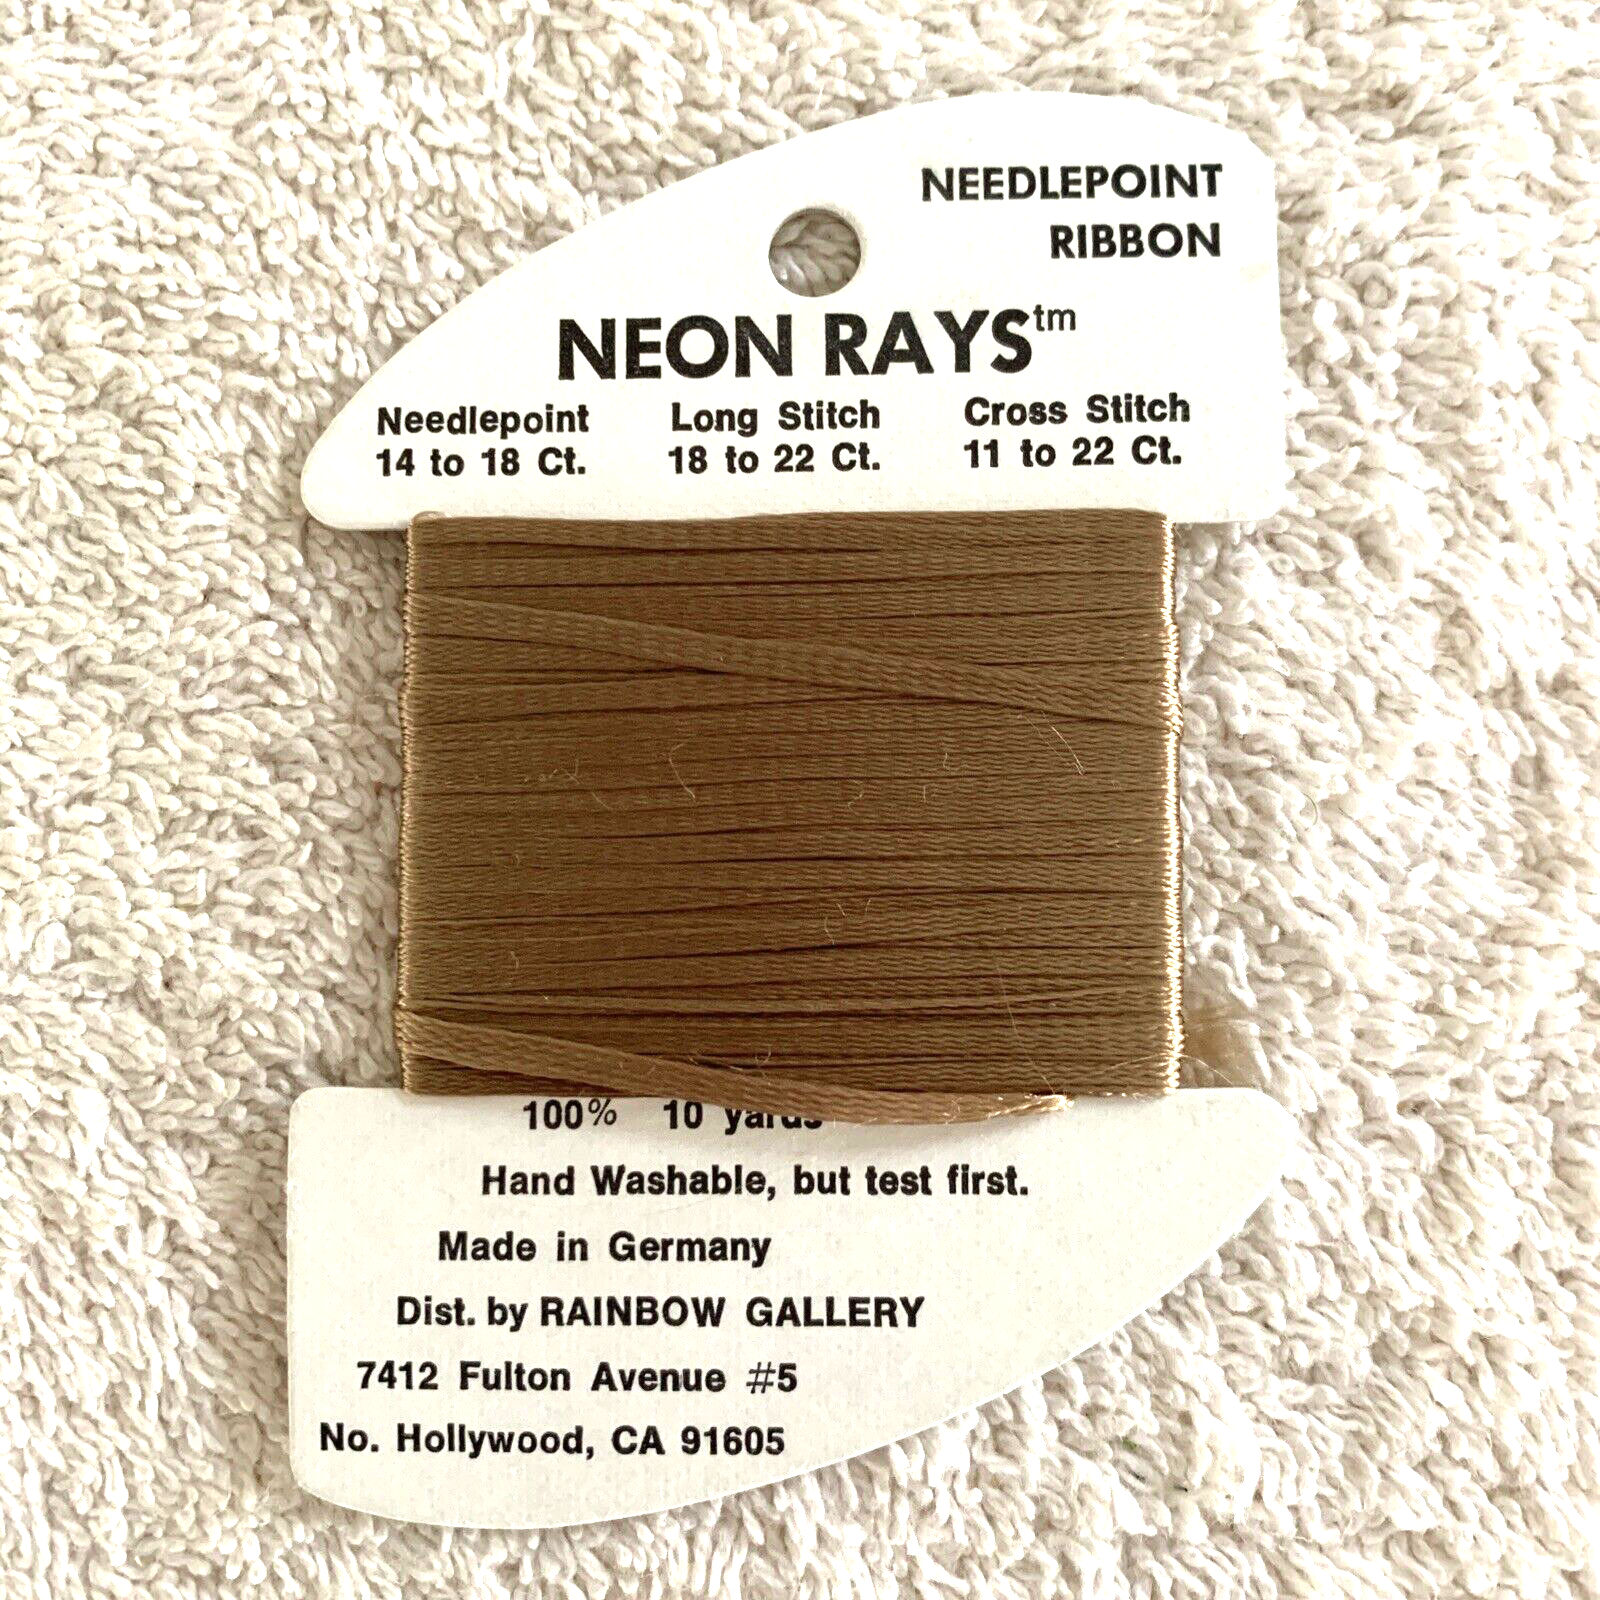 NEEDLEPOINT
RIBBON
NEON RAYS™
Needlepoint Long Stitch Cross Stitch
14 to 18 Ct. 18 to 22 Ct. 11 to 22 Ct.
100% 10 yards
Hand Washable, but test first.
Made in Germany
Dist. by RAINBOW GALLERY
7412 Fulton Avenue #5
No. Hollywood, CA 91605